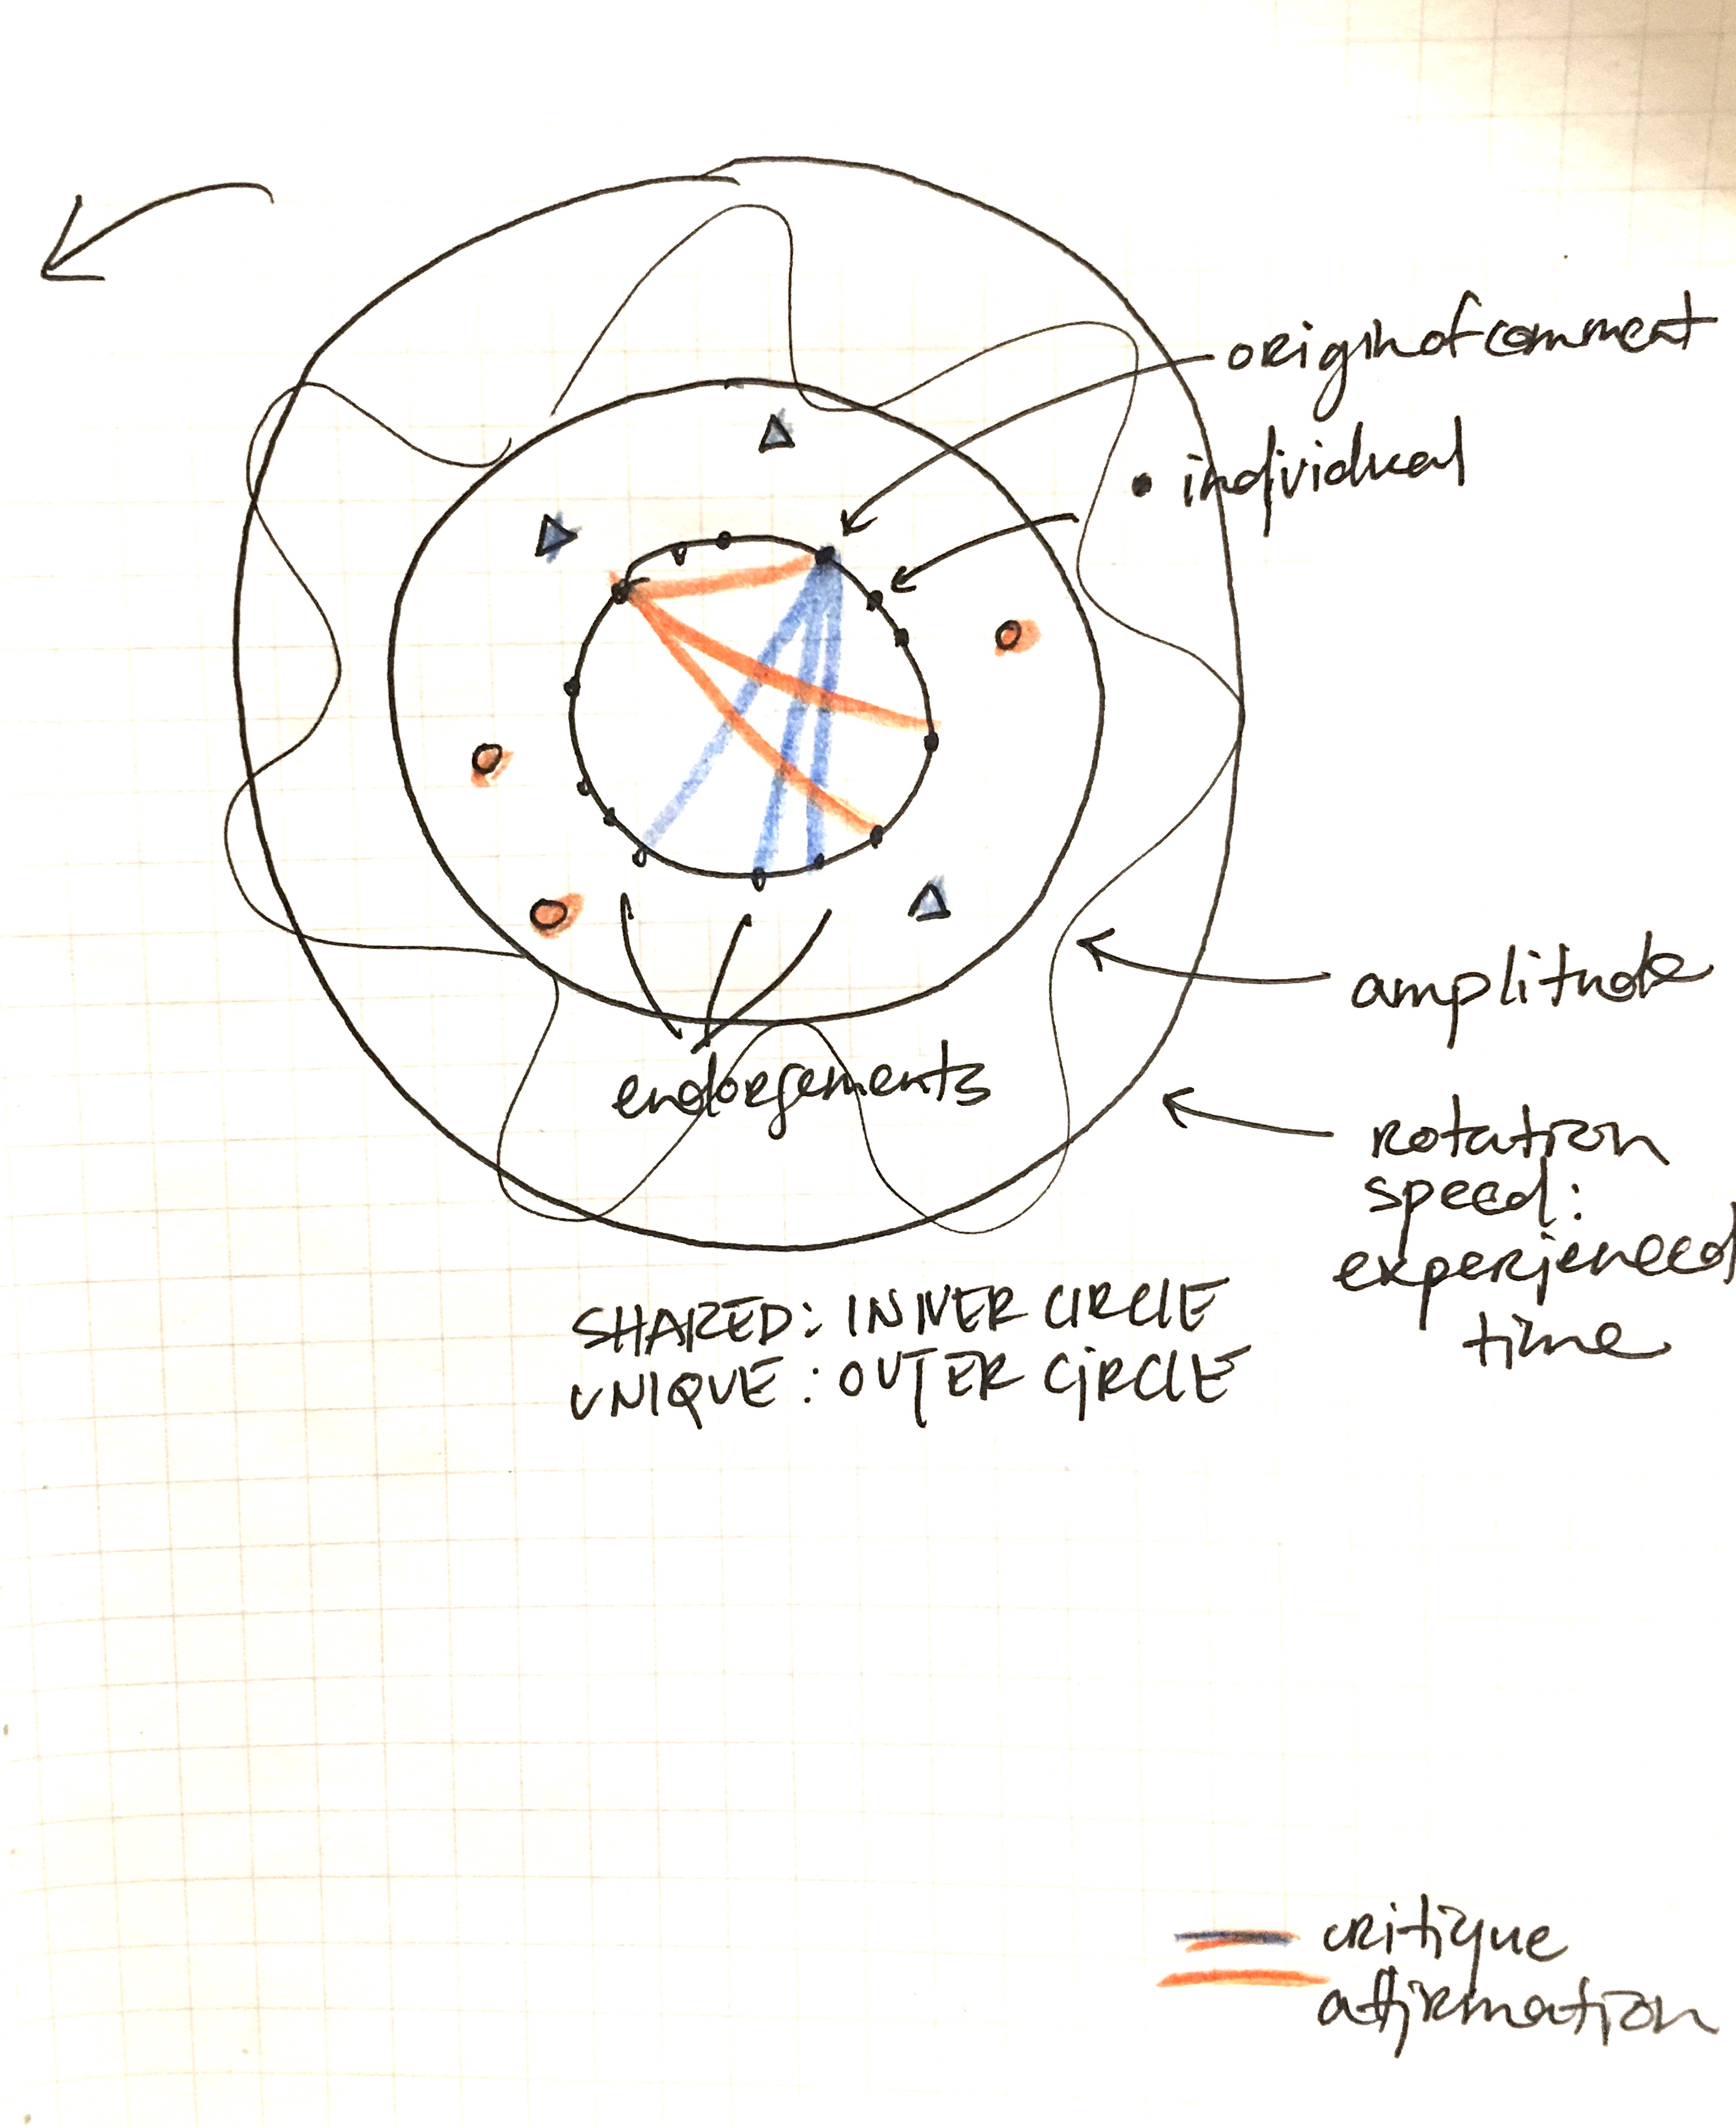 origin of comment
• individual
amplitude
endorsements
rotation
speed:
experienced
time
SHARED: INNER CIRCLE
UNIQUE: OUTER CIRCLE
critique
affirmation